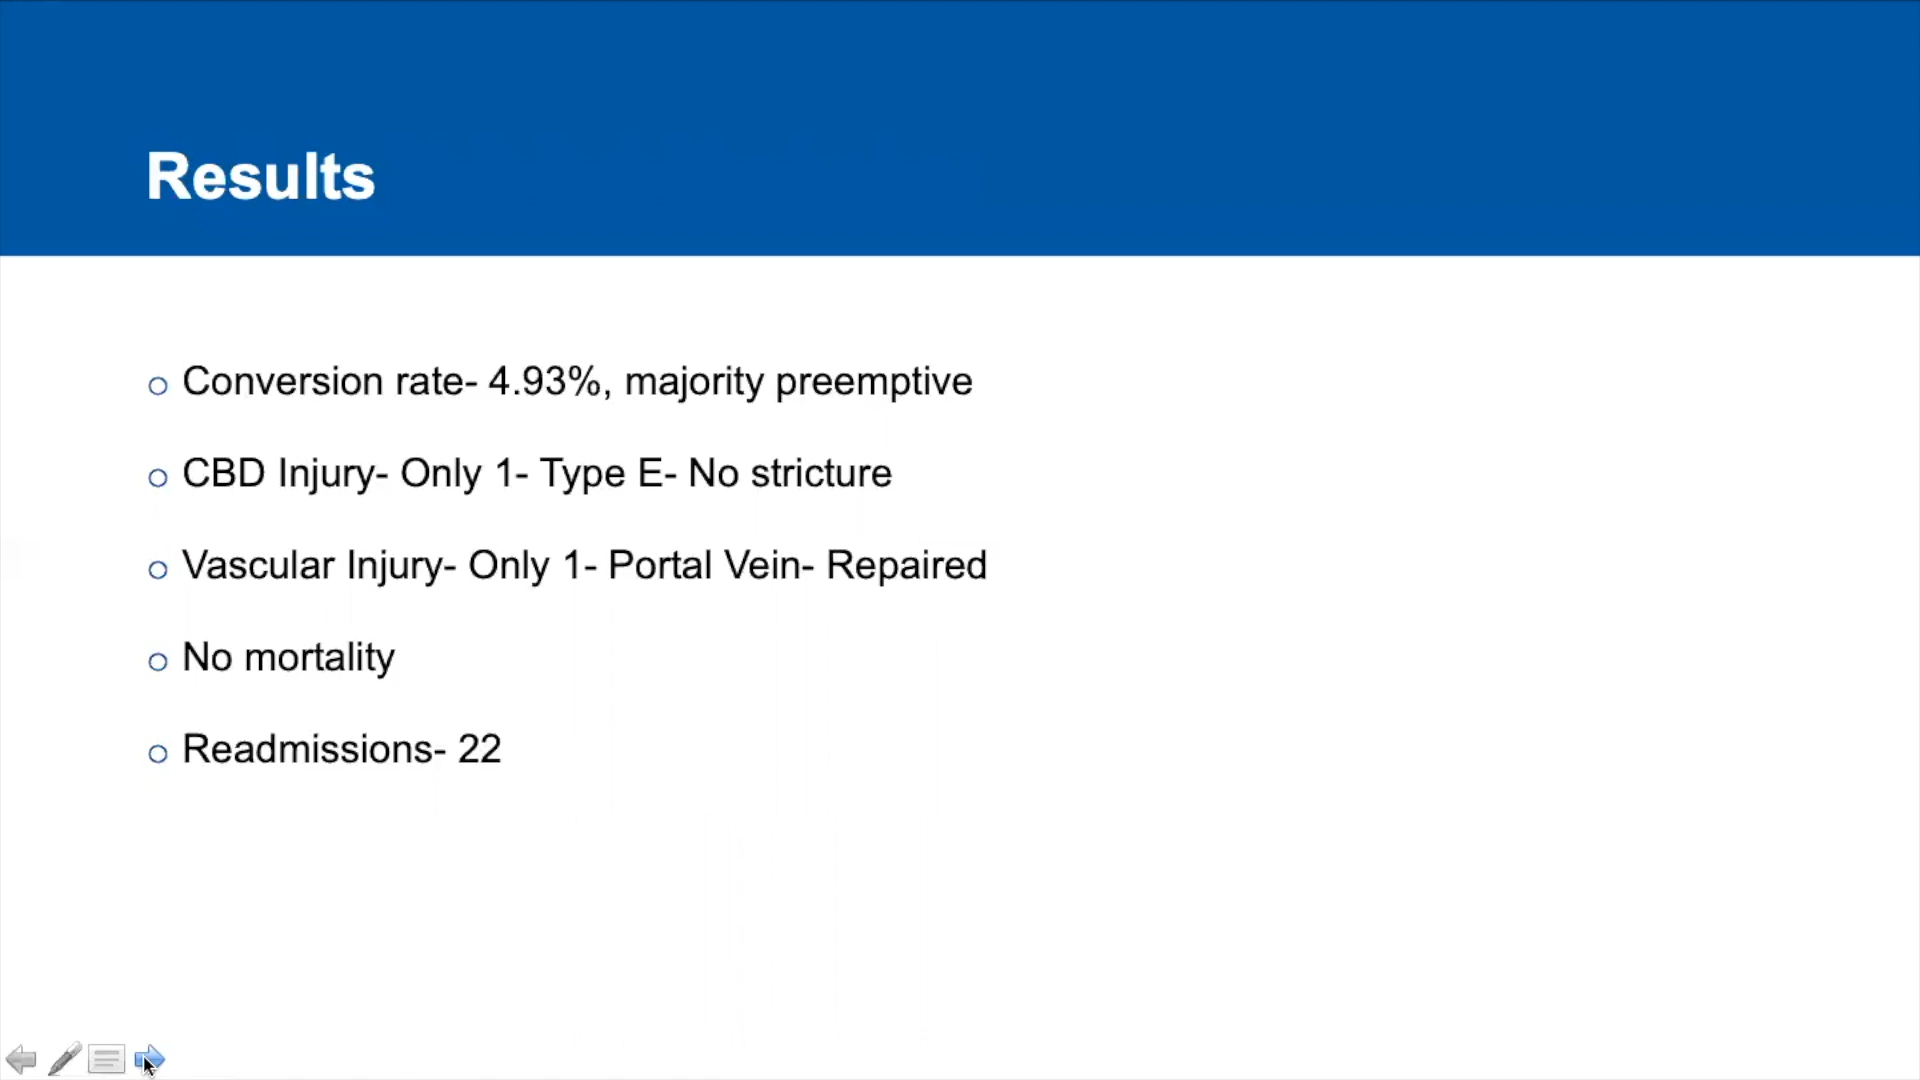 Results
Conversion rate- 4.93%, majority preemptive
CBD Injury- Only 1- Type E- No stricture
Vascular Injury- Only 1- Portal Vein- Repaired
No mortality
Readmissions- 22